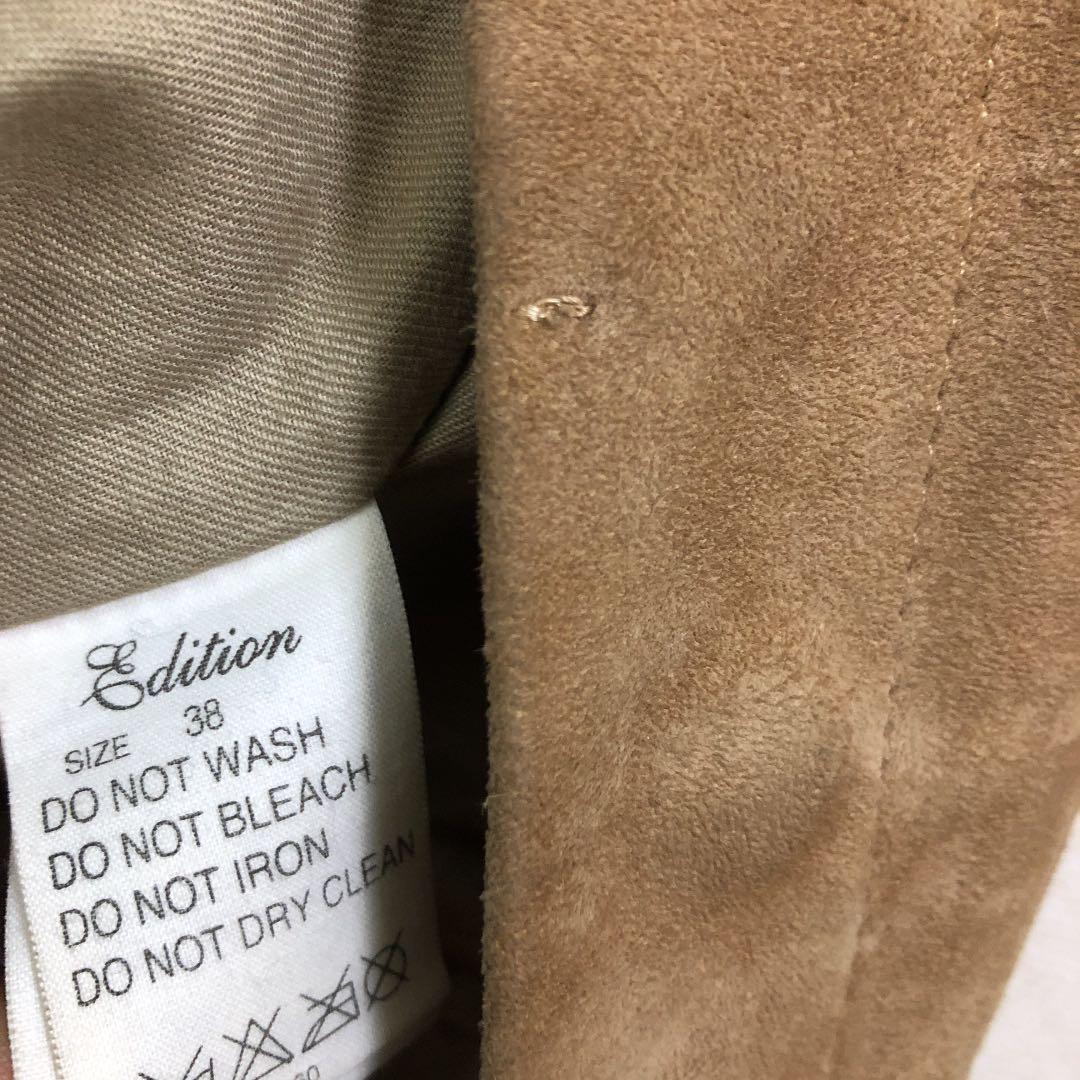 Edition
SIZE 38
DO NOT WASH
DO NOT BLEACH
DO NOT IRON
DO NOT DRY CLEAN